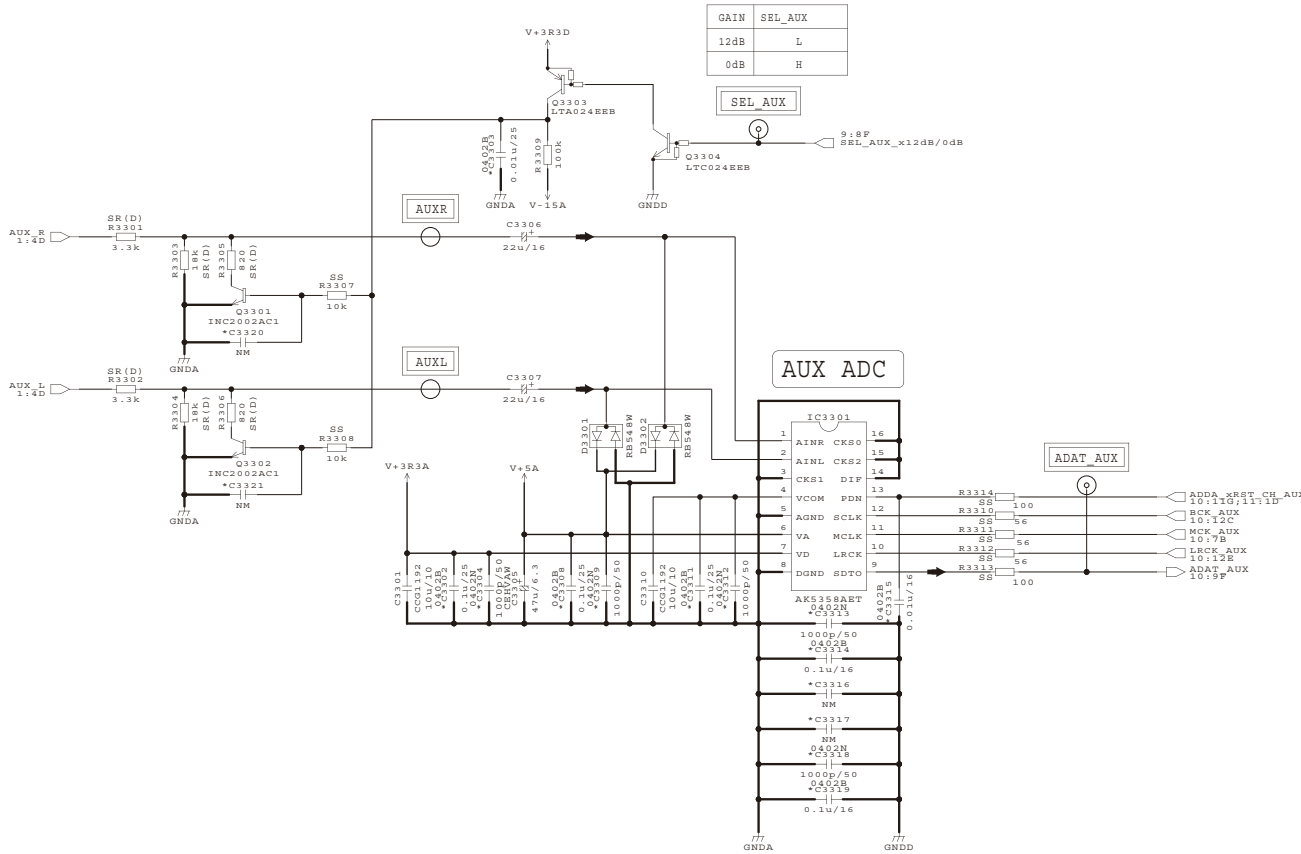 GAIN SEL_AUX
12dB L
0dB H
V+3R3D
Q3303
LTA024EEB
SEL_AUX
9:8F
SEL_AUX_x12dB/0dB
Q3304
LTC024EEB
GNDD
0402B
*C3303
0.01u/25
R3309
100k
GNDA
V-15A
AUXR
AUX_R
1:4D
SR(D)
R3301
3.3k
R3303
18k
SR(D)
R3305
820
SR(D)
Q3301
INC2002AC1
*C3320
NM
GNDA
SS
R3307
10k
C3306
22u/16
AUXL
AUX_L
1:4D
SR(D)
R3302
3.3k
R3304
18k
SR(D)
R3306
820
SR(D)
Q3302
INC2002AC1
*C3321
NM
GNDA
SS
R3308
10k
C3307
22u/16
D3301
RB548W
D3302
RB548W
V+3R3A
V+5A
C3301
CCG1192
10u/10
0402B
*C3302
0.1u/25
0402N
*C3304
1000p/50
CEHVAW
C3305
47u/6.3
0402B
*C3308
0.1u/25
0402N
*C3309
1000p/50
C3310
CCG1192
10u/10
0402B
*C3311
0.1u/25
0402N
*C3312
1000p/50
AUX ADC
IC3301
1 AINR CKS0 16
2 AINL CKS2 15
3 CKS1 DIF 14
4 VCOM PDN 13
5 AGND SCLK 12
6 VA MCLK 11
7 VD LRCK 10
8 DGND SDTO 9
AK5358AET
ADAT_AUX
R3314
SS 100
ADDA_xRST_CH_AUX
10:11G;11:1D
R3310
SS 56
BCK_AUX
10:12C
R3311
SS 56
MCK_AUX
10:7B
R3312
SS 56
LRCK_AUX
10:12E
R3313
SS 100
ADAT_AUX
10:9F
0402B
*C3315
0.01u/16
0402N
*C3313
1000p/50
0402B
*C3314
0.1u/16
*C3316
NM
*C3317
NM
0402N
*C3318
1000p/50
0402B
*C3319
0.1u/16
GNDA
GNDD